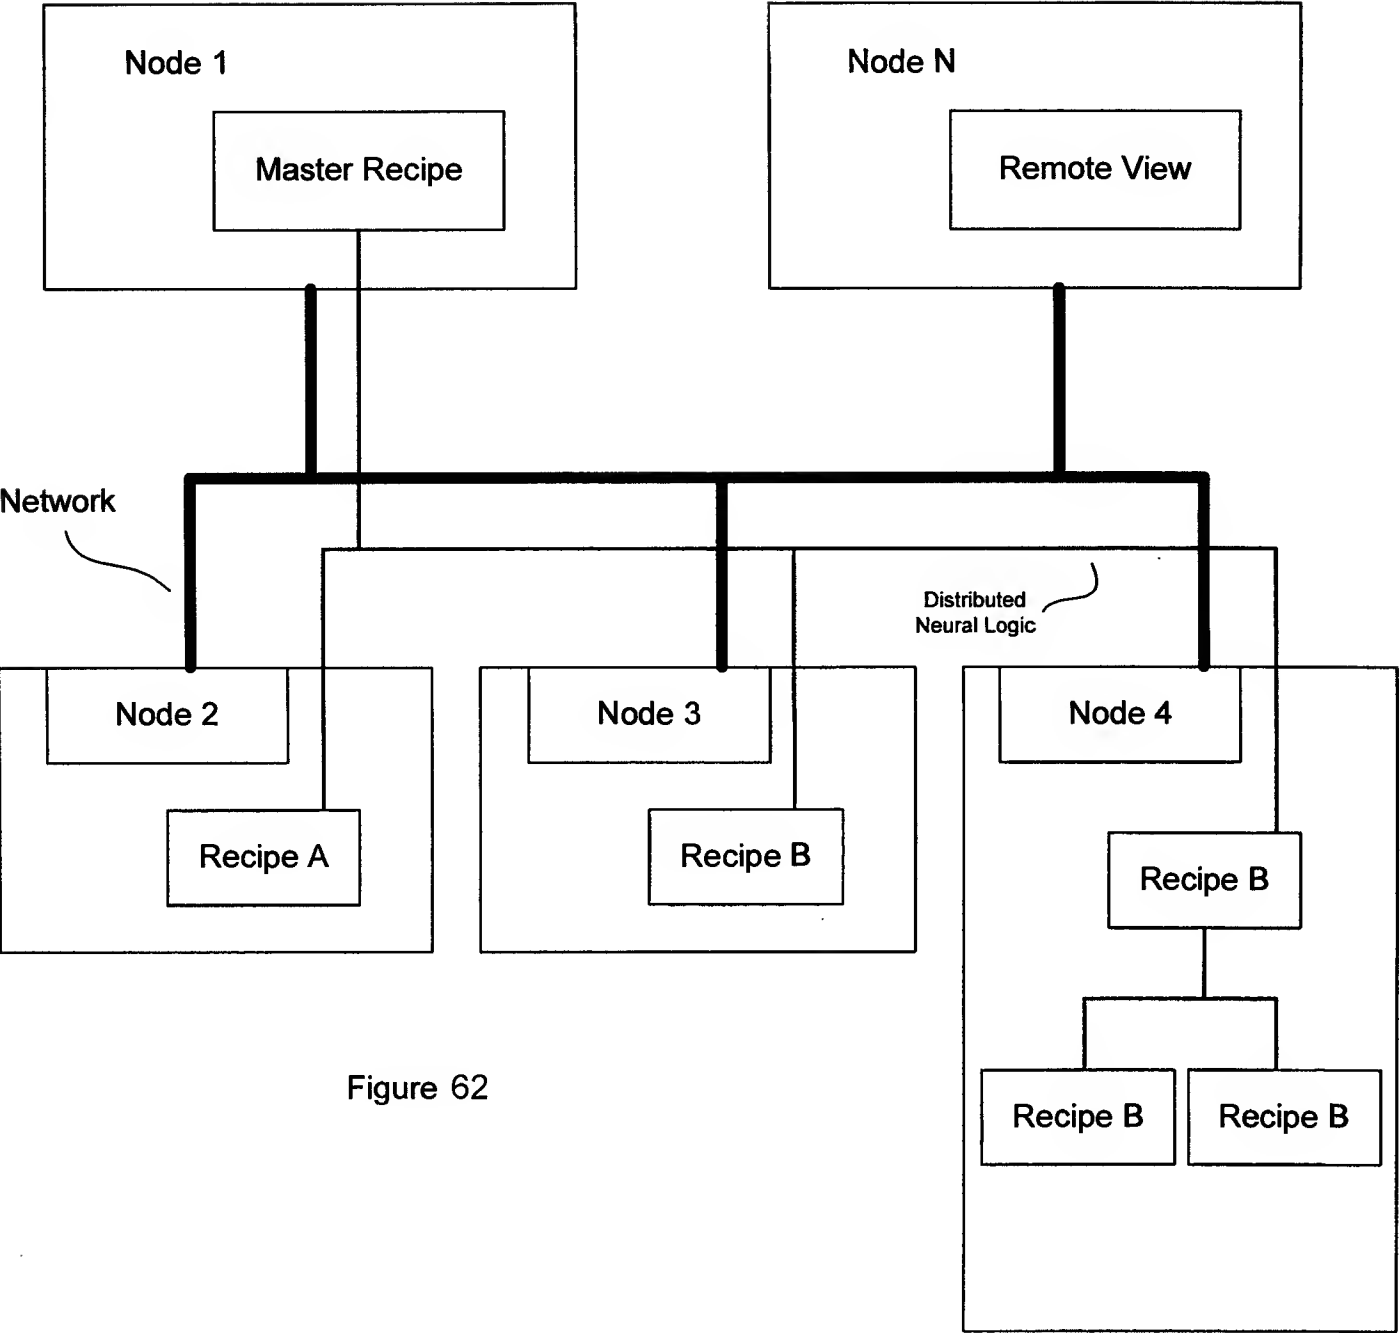 Node 1
Node N
Master Recipe
Remote View
Network
Distributed
Neural Logic
Node 2
Node 3
Node 4
Recipe A
Recipe B
Recipe B
Recipe B
Recipe B
Figure 62